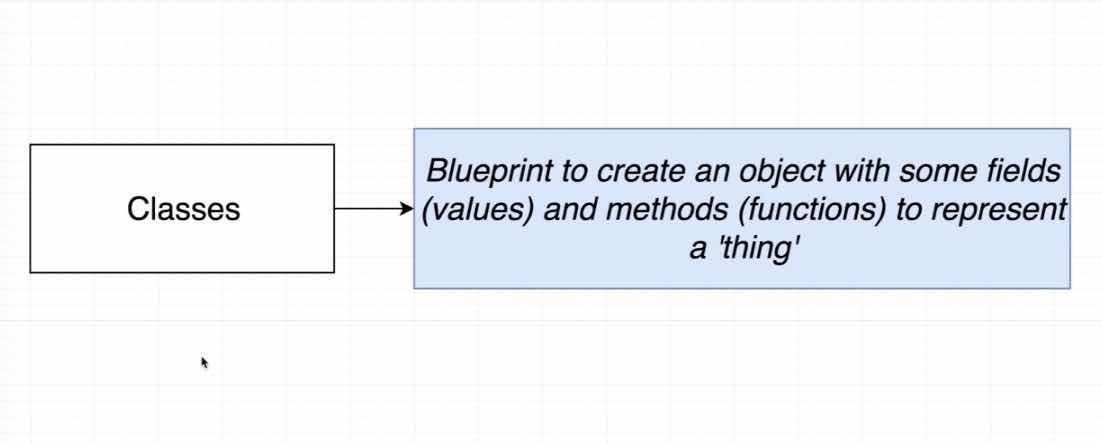 Classes
Blueprint to create an object with some fields
(values) and methods (functions) to represent
a 'thing'